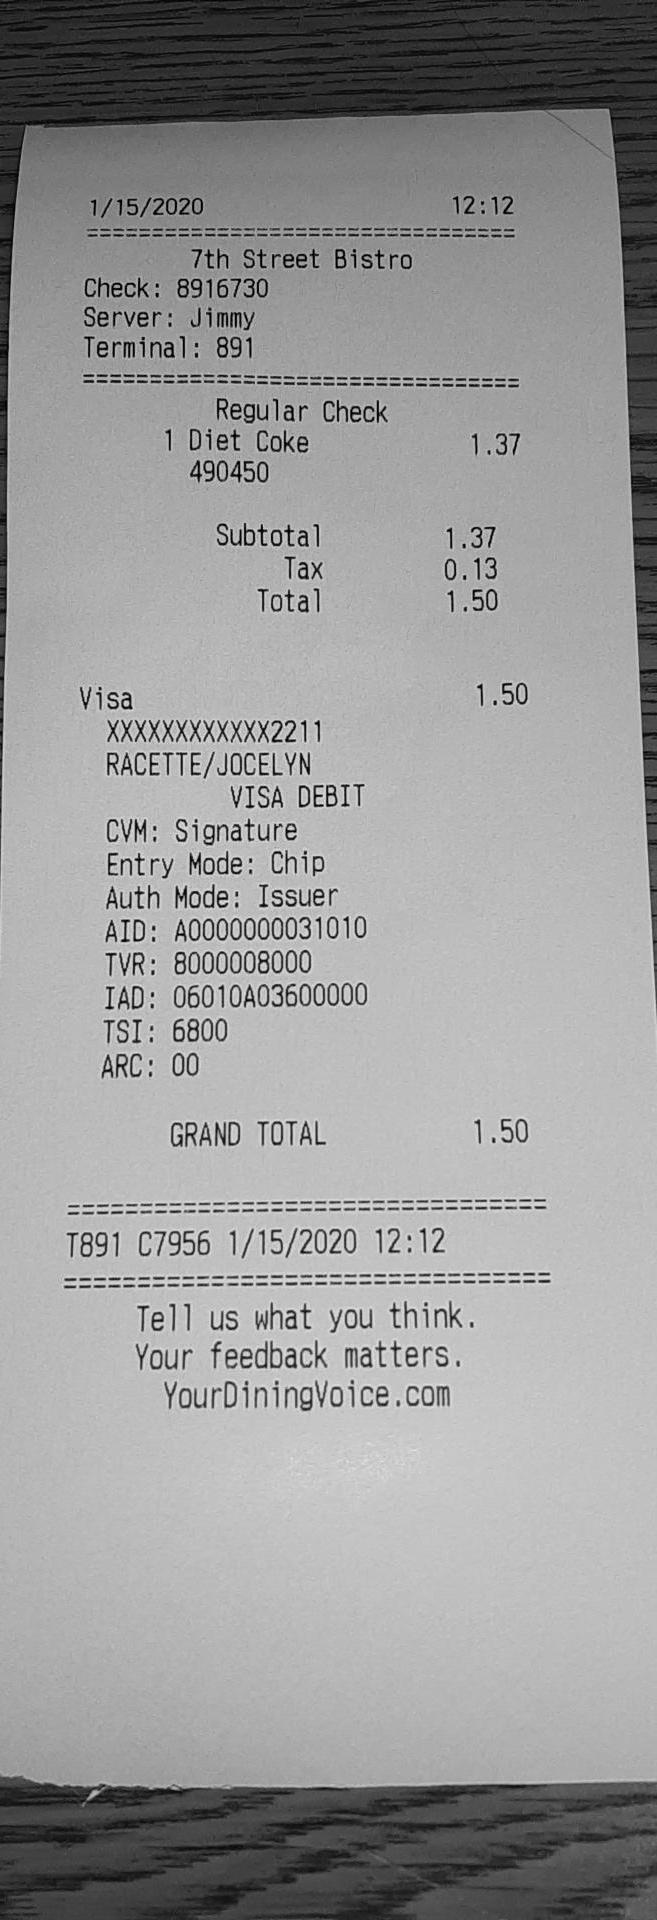 1/15/2020 12:12
=================================
7th Street Bistro
Check: 8916730
Server: Jimmy
Terminal: 891
=================================
Regular Check
1 Diet Coke 1.37
490450
Subtotal 1.37
Tax 0.13
Total 1.50
Visa 1.50
XXXXXXXXXXXX2211
RACETTE/JOCELYN
VISA DEBIT
CVM: Signature
Entry Mode: Chip
Auth Mode: Issuer
AID: A0000000031010
TVR: 8000008000
IAD: 06010A03600000
TSI: 6800
ARC: 00
GRAND TOTAL 1.50
=================================
T891 C7956 1/15/2020 12:12
=================================
Tell us what you think.
Your feedback matters.
YourDiningVoice.com